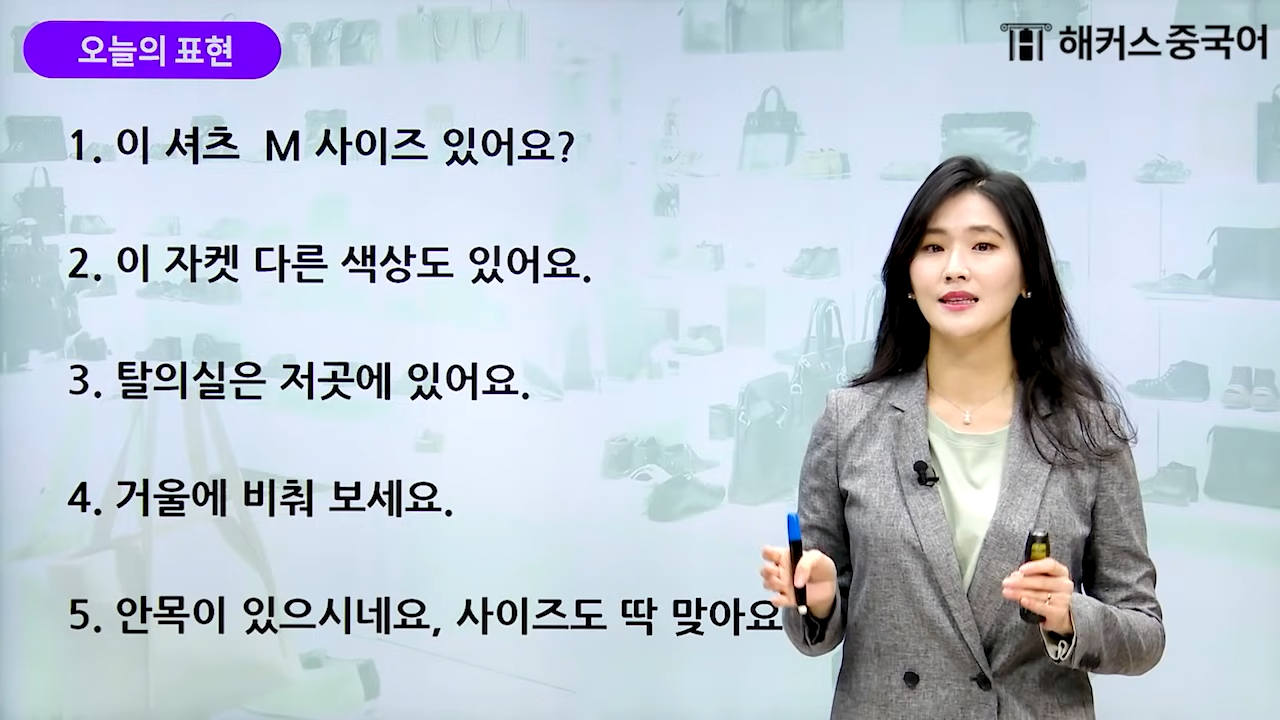 오늘의 표현
해커스중국어
1. 이 셔츠 M 사이즈 있어요?
2. 이 자켓 다른 색상도 있어요.
3. 탈의실은 저곳에 있어요.
4. 거울에 비춰 보세요.
5. 안목이 있으시네요, 사이즈도 딱 맞아요